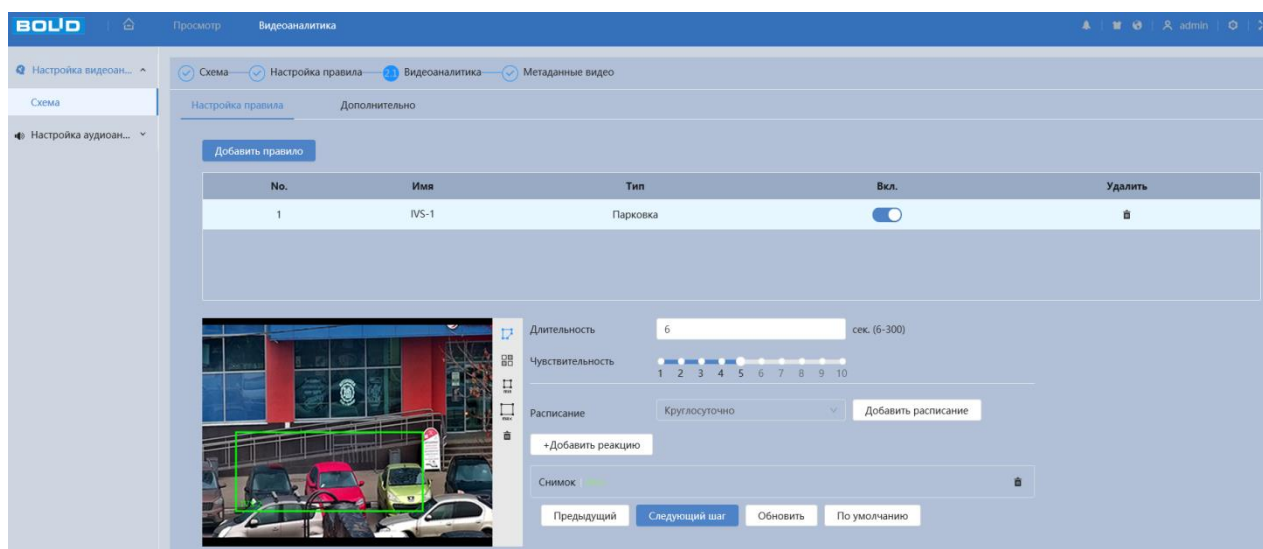 BOLID Просмотр Видеоаналитика admin
Настройка видеоан... Схема Настройка правила 2.1 Видеоаналитика Метаданные видео
Схема Настройка правила Дополнительно
Настройка аудиоан...
Добавить правило
No. Имя Тип Вкл. Удалить
1 IVS-1 Парковка
Длительность 6 сек. (6-300)
Чувствительность
1 2 3 4 5 6 7 8 9 10
Расписание Круглосуточно Добавить расписание
+Добавить реакцию
Снимок
Предыдущий Следующий шаг Обновить По умолчанию